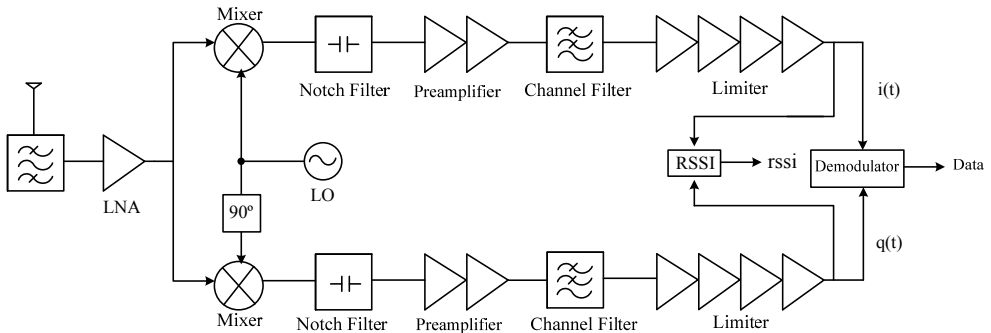 Mixer
Notch Filter
Preamplifier
Channel Filter
Limiter
i(t)
LNA
LO
RSSI
rssi
Demodulator
Data
90º
q(t)
Mixer
Notch Filter
Preamplifier
Channel Filter
Limiter